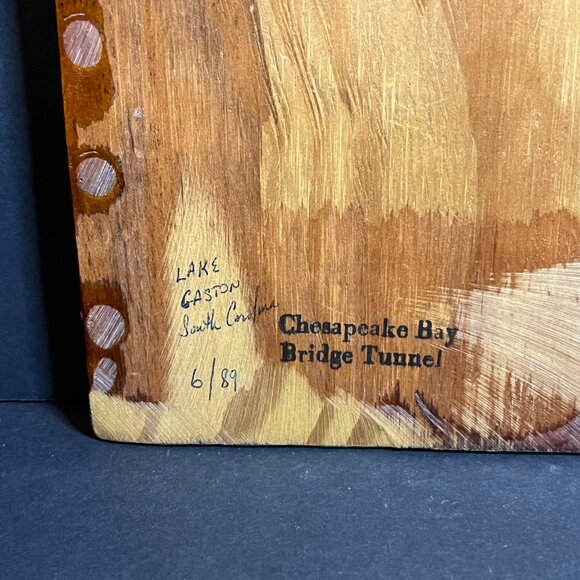 LAKE
GASTON
South Carolina
6/89
Chesapeake Bay
Bridge Tunnel